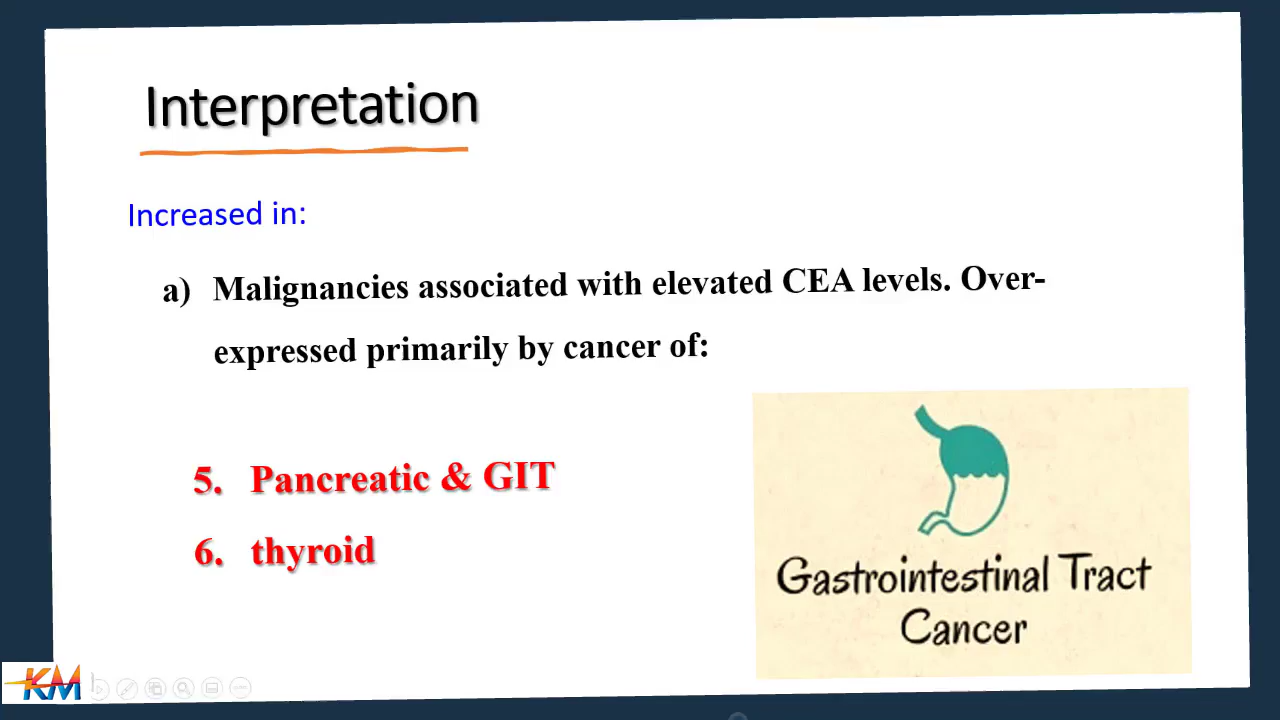 Interpretation
Increased in:
a) Malignancies associated with elevated CEA levels. Over-
expressed primarily by cancer of:
5. Pancreatic & GIT
6. thyroid
Gastrointestinal Tract
Cancer
KM